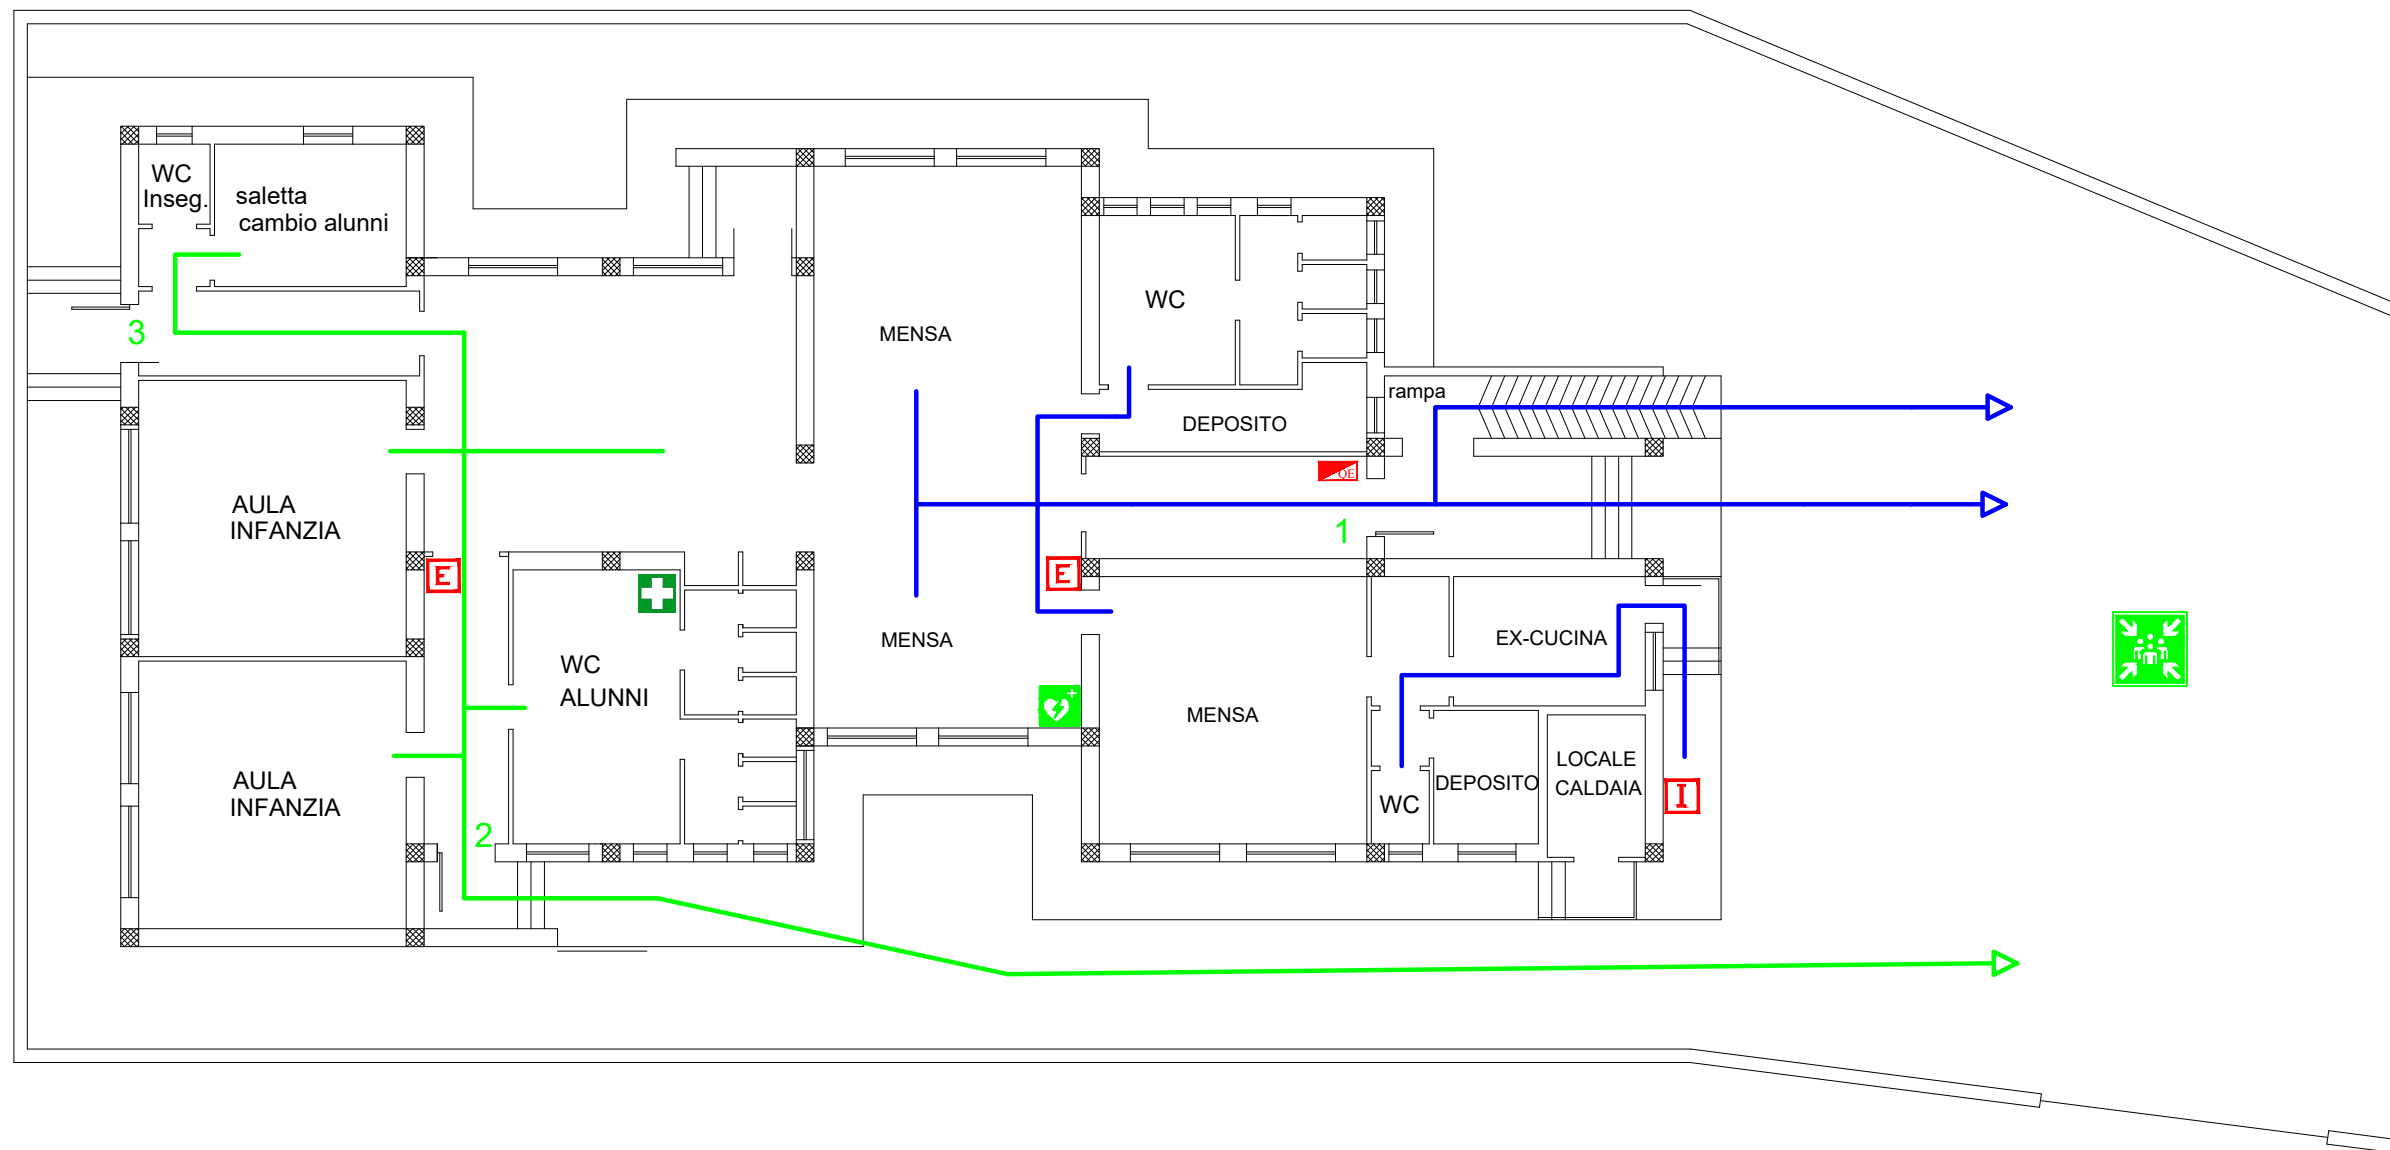 WC
Inseg.
saletta
cambio alunni
3
MENSA
WC
rampa
DEPOSITO
QE
1
AULA
INFANZIA
E
E
WC
ALUNNI
MENSA
EX-CUCINA
MENSA
AULA
INFANZIA
2
WC
DEPOSITO
LOCALE
CALDAIA
I